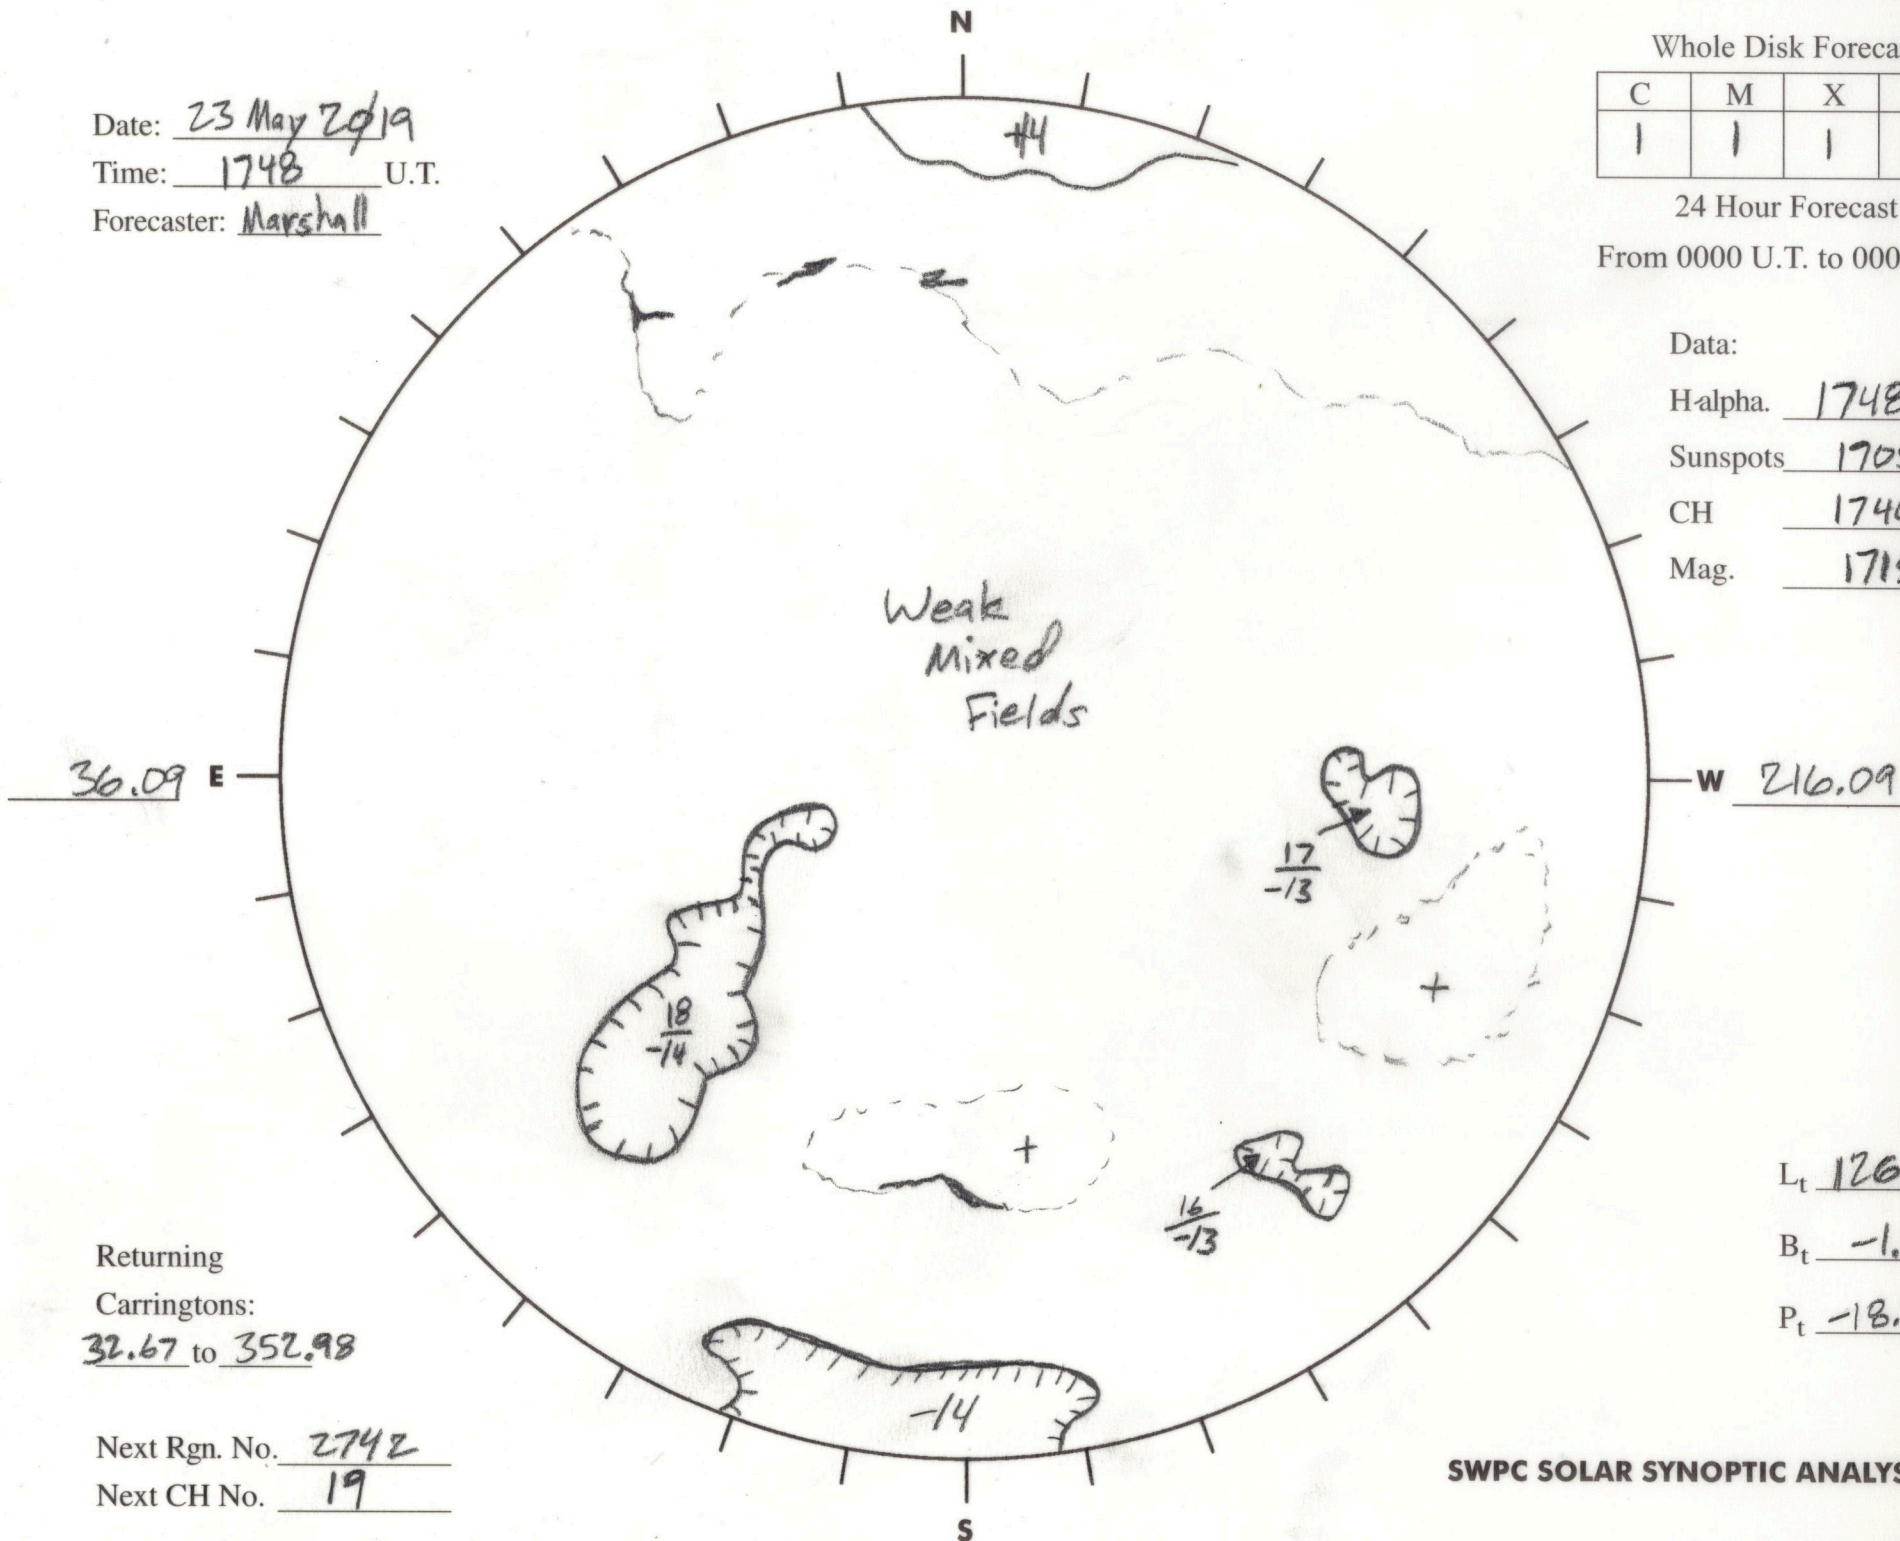 N
Date: 23 May 2019
Time: 1748 U.T.
Forecaster: Marshall
Whole Disk Foreca
C M X
1 1 1
24 Hour Forecast
From 0000 U.T. to 000
Data:
H-alpha. 1748
Sunspots 190
CH 174
Mag. 171
+14
Weak
Mixed
Fields
36.09 E
W 216.09
17
-13
+
18
-14
+
16
-13
-14
Lt 126
Bt -1.
Pt -18.
Returning
Carringtons:
32.67 to 352.98
Next Rgn. No. 2742
Next CH No. 19
SWPC SOLAR SYNOPTIC ANALYS
S